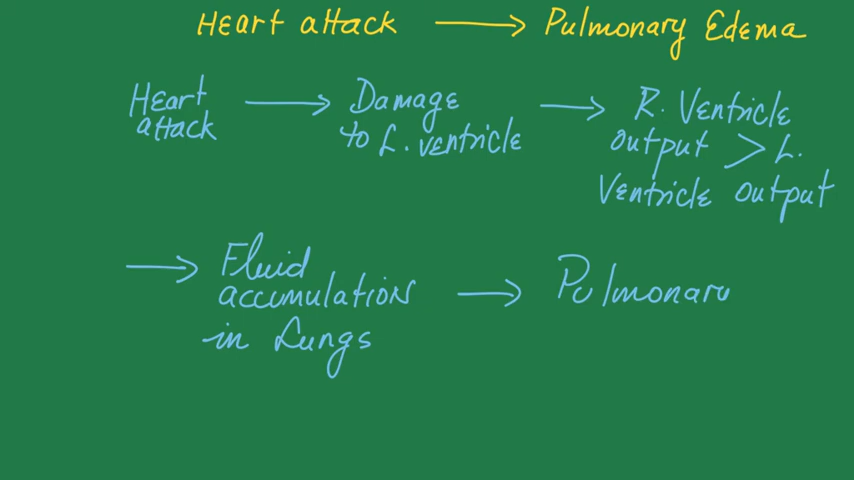 Heart attack → Pulmonary Edema
Heart attack → Damage to L. ventricle → R. Ventricle output > L. Ventricle output
→ Fluid accumulation in Lungs → Pulmonary